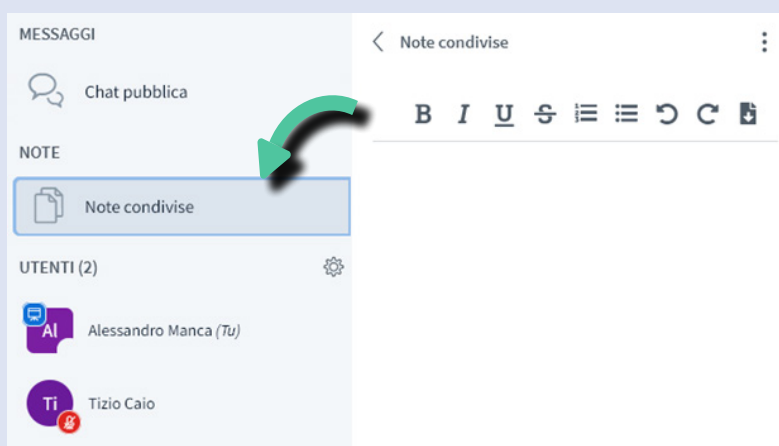 MESSAGGI
Chat pubblica
NOTE
Note condivise
UTENTI (2)
Al Alessandro Manca (Tu)
Ti Tizio Caio
Note condivise
B I U S